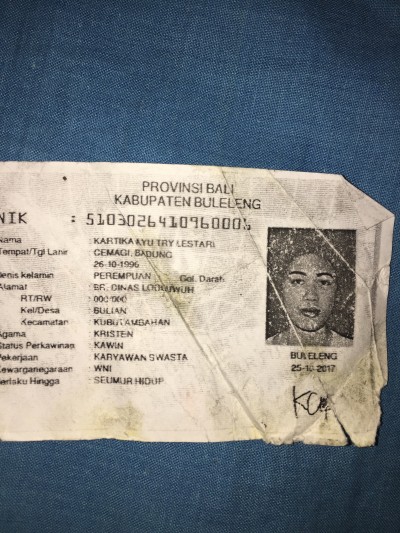 PROVINSI BALI
KABUPATEN BULELENG
NIK : 5103026410960005
Nama : KARTIKA AYU TRY LESTARI
Tempat/Tgl Lahir : CEMAGI, BADUNG
26-10-1996
Jenis kelamin : PEREMPUAN Gol. Darah
Alamat : BR. DINAS
RT/RW : 000/000
Kel/Desa : BULIAN
Kecamatan : KUBUTAMBAHAN
Agama : KRISTEN
Status Perkawinan : KAWIN
Pekerjaan : KARYAWAN SWASTA
Kewarganegaraan : WNI
Berlaku Hingga : SEUMUR HIDUP
BULELENG
25-10-2017